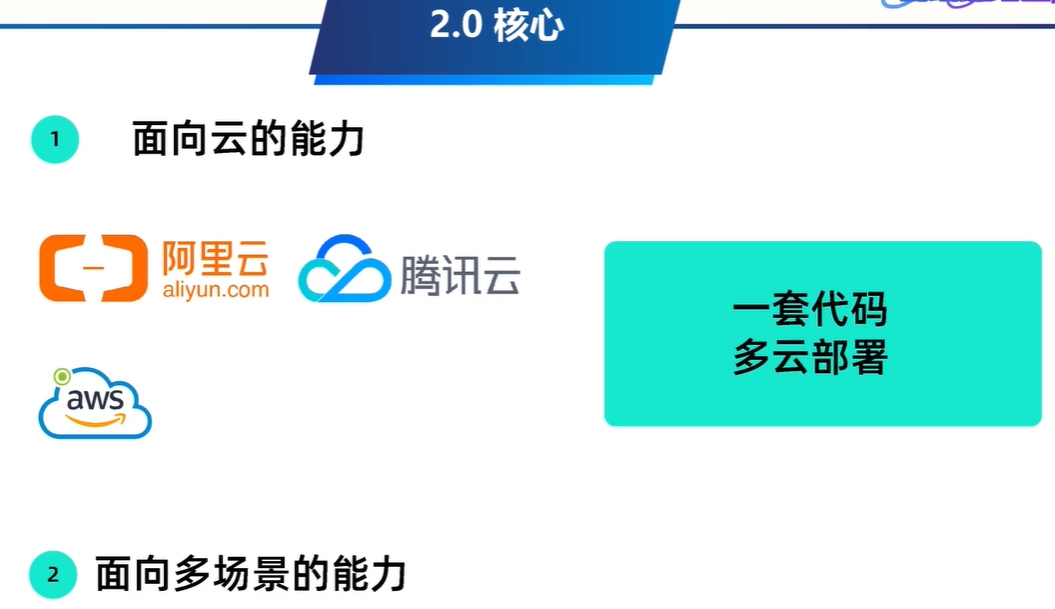 2.0 核心
1 面向云的能力
阿里云
aliyun.com
腾讯云
aws
一套代码
多云部署
2 面向多场景的能力